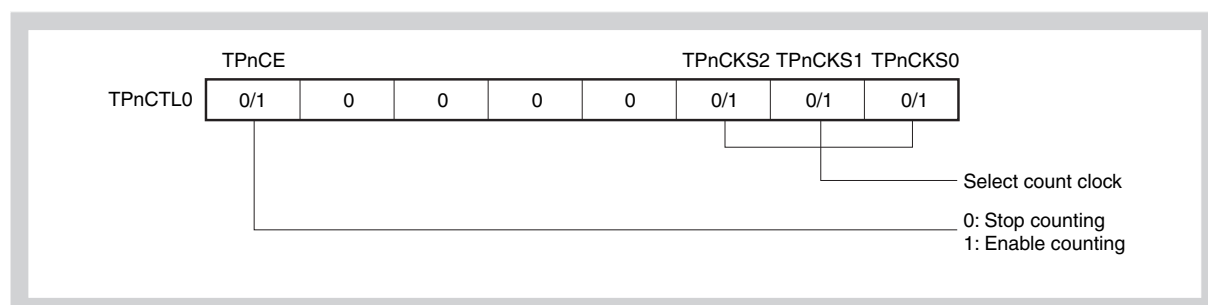 TPnCE TPnCKS2 TPnCKS1 TPnCKS0
TPnCTL0 0/1 0 0 0 0 0/1 0/1 0/1
Select count clock
0: Stop counting
1: Enable counting